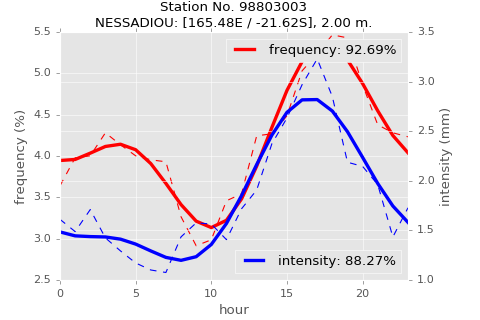 Station No. 98803003
NESSADIOU: [165.48E / -21.62S], 2.00 m.
5.5
5.0
4.5
4.0
3.5
3.0
2.5
frequency (%)
3.5
3.0
2.5
2.0
1.5
1.0
intensity (mm)
frequency: 92.69%
intensity: 88.27%
0 5 10 15 20
hour